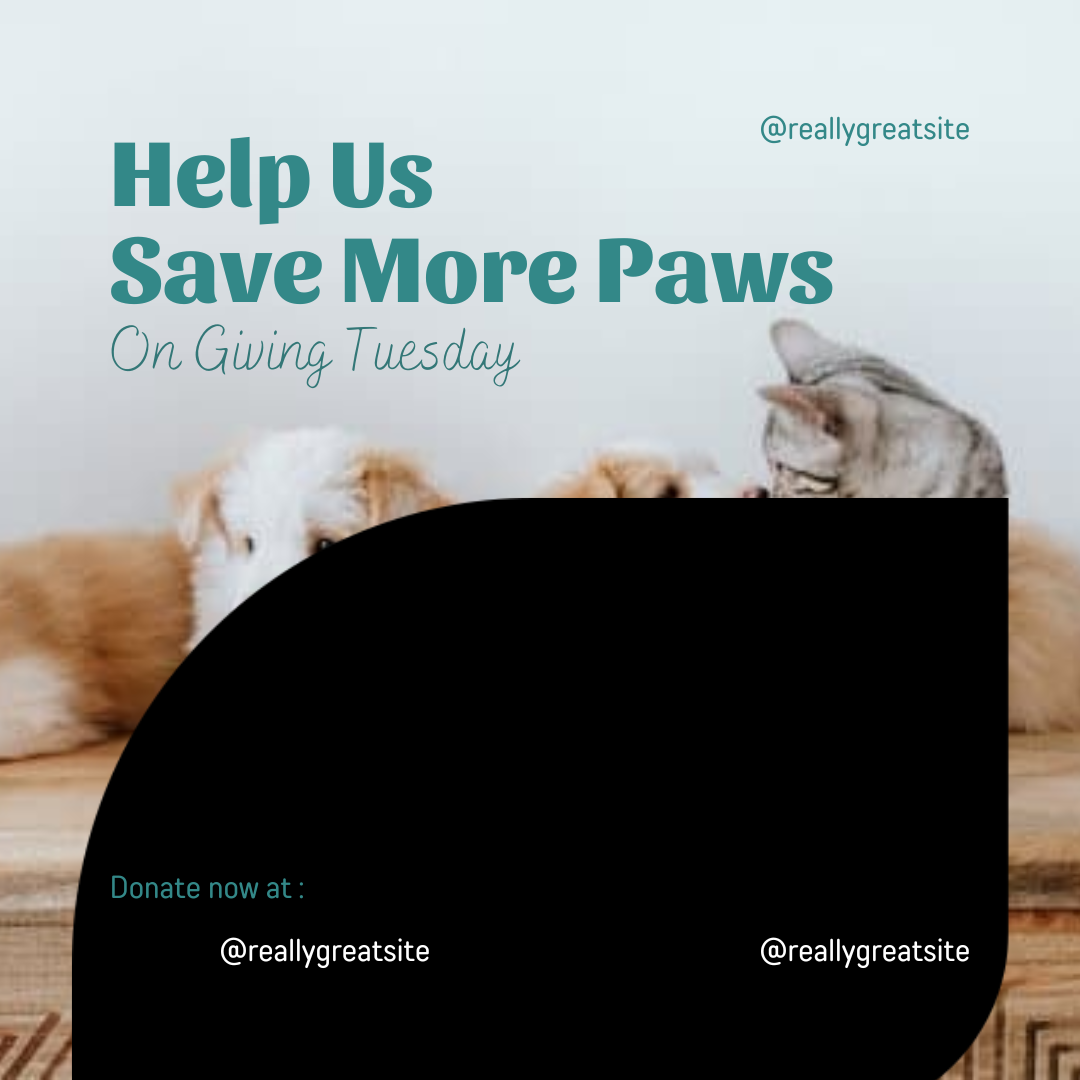 @reallygreatsite
Help Us
Save More Paws
On Giving Tuesday
Donate now at :
@reallygreatsite
@reallygreatsite